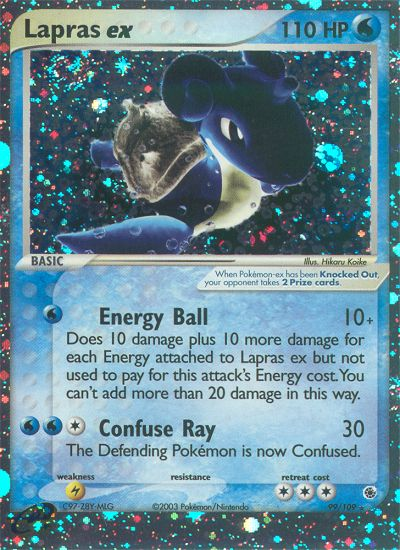 Lapras ex 110 HP
BASIC
Illus. Hikaru Koike
When Pokémon-ex has been Knocked Out,
your opponent takes 2 Prize cards.
Energy Ball 10+
Does 10 damage plus 10 more damage for
each Energy attached to Lapras ex but not
used to pay for this attack's Energy cost. You
can't add more than 20 damage in this way.
Confuse Ray 30
The Defending Pokémon is now Confused.
weakness resistance retreat cost
C97-Z8Y-MLG ©2003 Pokémon/Nintendo 99/109